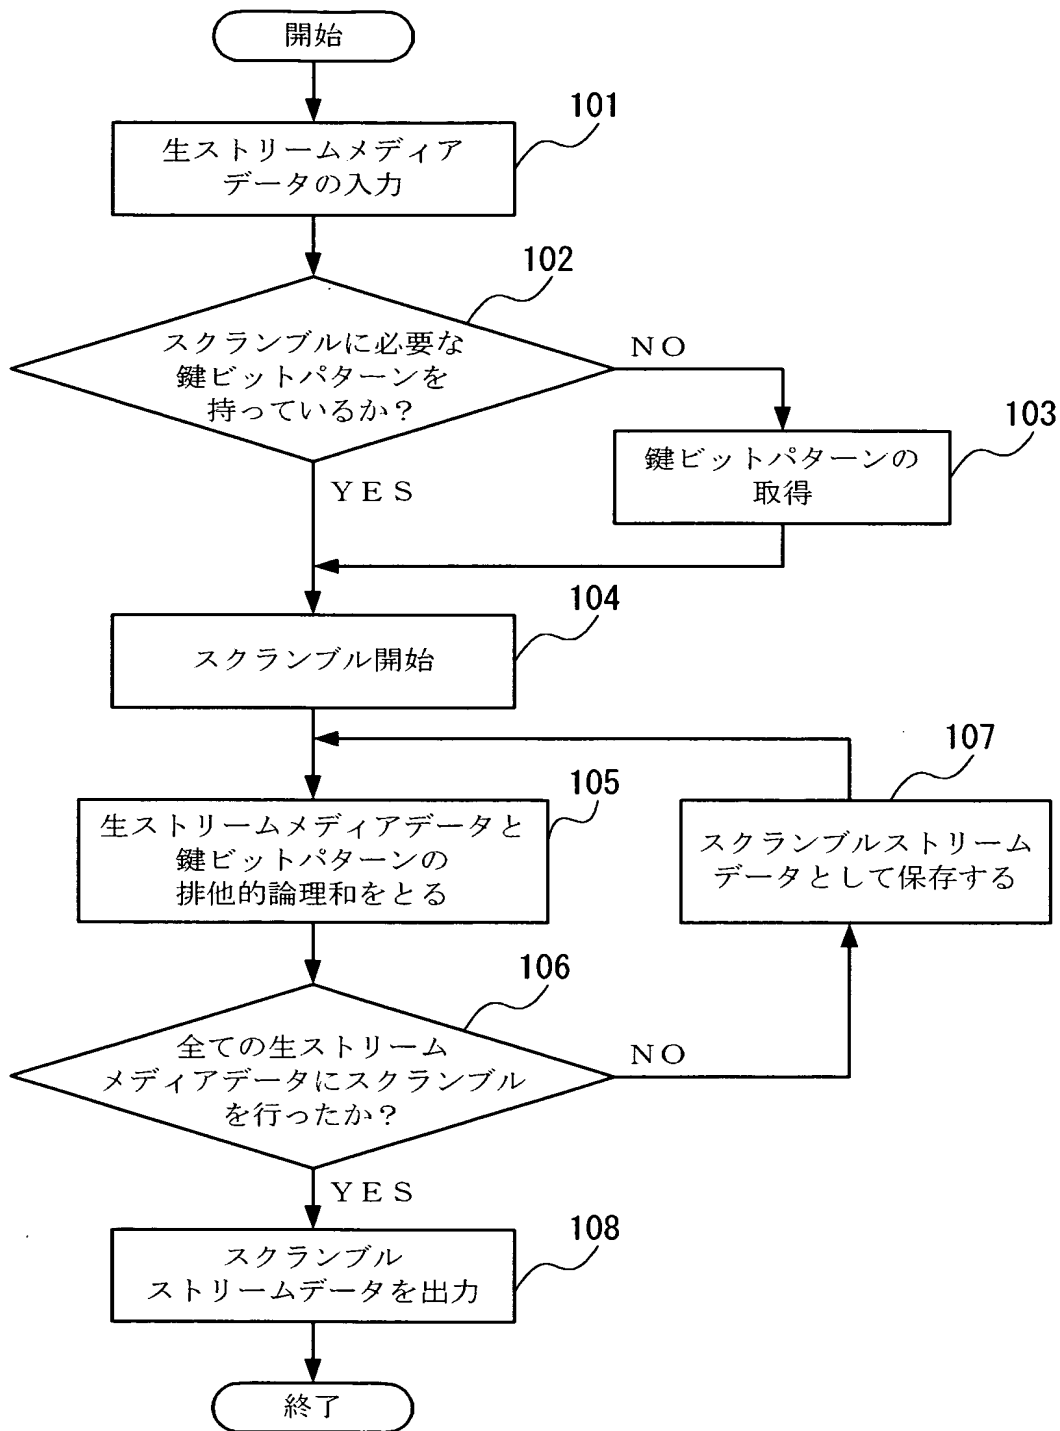 開始
101
生ストリームメディア
データの入力
102
スクランブルに必要な
鍵ビットパターンを
持っているか？
NO
103
鍵ビットパターンの
取得
YES
104
スクランブル開始
105
生ストリームメディアデータと
鍵ビットパターンの
排他的論理和をとる
107
スクランブルストリーム
データとして保存する
106
全ての生ストリーム
メディアデータにスクランブル
を行ったか？
NO
YES
108
スクランブル
ストリームデータを出力
終了